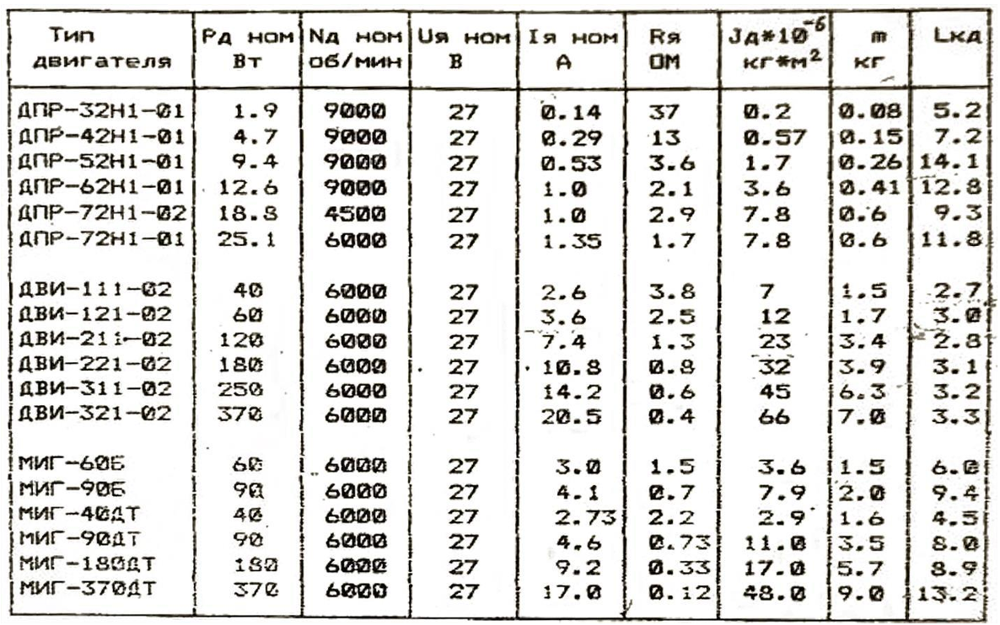 Тип Рд ном Nд ном Uя ном Iя ном Rя Jд*10⁻⁶ m Lкд
двигателя Вт об/мин В А ОМ кг*м² кг
ДПР-32Н1-01 1.9 9000 27 0.14 37 0.2 0.08 5.2
ДПР-42Н1-01 4.7 9000 27 0.29 13 0.57 0.15 7.2
ДПР-52Н1-01 9.4 9000 27 0.53 3.6 1.7 0.26 14.1
ДПР-62Н1-01 12.6 9000 27 1.0 2.1 3.6 0.41 12.8
ДПР-72Н1-02 18.8 4500 27 1.0 2.9 7.8 0.6 9.3
ДПР-72Н1-01 25.1 6000 27 1.35 1.7 7.8 0.6 11.8
ДВИ-111-02 40 6000 27 2.6 3.8 7 1.5 2.7
ДВИ-121-02 60 6000 27 3.6 2.5 12 1.7 3.0
ДВИ-211-02 120 6000 27 7.4 1.3 23 3.4 2.8
ДВИ-221-02 180 6000 27 10.8 0.8 32 3.9 3.1
ДВИ-311-02 250 6000 27 14.2 0.6 45 6.3 3.2
ДВИ-321-02 370 6000 27 20.5 0.4 66 7.0 3.3
МИГ-60Б 60 6000 27 3.0 1.5 3.6 1.5 6.0
МИГ-90Б 90 6000 27 4.1 0.7 7.9 2.0 9.4
МИГ-40ДТ 40 6000 27 2.73 2.2 2.9 1.6 4.5
МИГ-90ДТ 90 6000 27 4.6 0.73 11.0 3.5 8.0
МИГ-180ДТ 180 6000 27 9.2 0.33 17.0 5.7 8.9
МИГ-370ДТ 370 6000 27 17.0 0.12 48.0 9.0 13.2